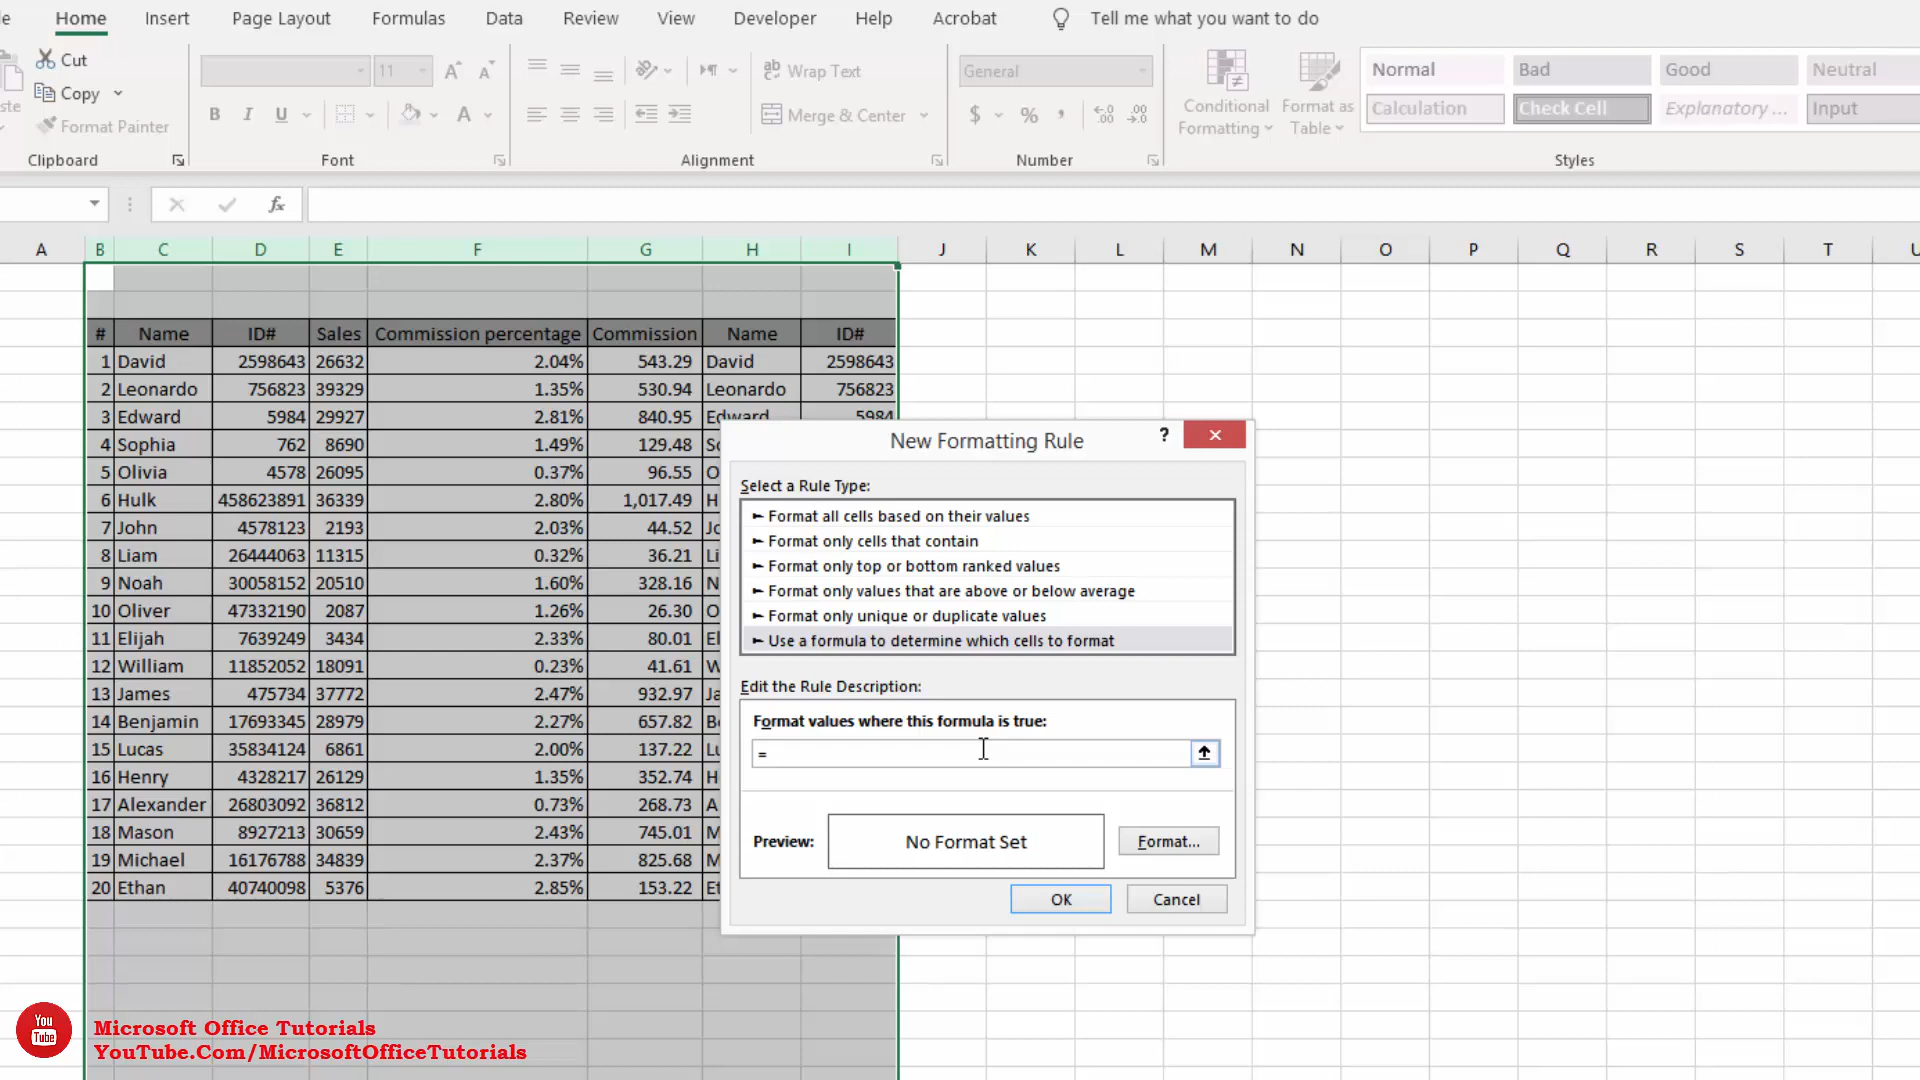 Home Insert Page Layout Formulas Data Review View Developer Help Acrobat Tell me what you want to do
Cut
Copy
Format Painter
Clipboard
11
B I U A
Font
ab Wrap Text
Merge & Center
Alignment
General
$ % ,
Number
Conditional Formatting
Format as Table
Normal Bad Good Neutral
Calculation Check Cell Explanatory ... Input
Styles
fx
A B C D E F G H I J K L M N O P Q R S T U
# Name ID# Sales Commission percentage Commission Name ID#
1 David 2598643 26632 2.04% 543.29 David 2598643
2 Leonardo 756823 39329 1.35% 530.94 Leonardo 756823
3 Edward 5984 29927 2.81% 840.95 Edward 5984
4 Sophia 762 8690 1.49% 129.48
5 Olivia 4578 26095 0.37% 96.55
6 Hulk 458623891 36339 2.80% 1,017.49
7 John 4578123 2193 2.03% 44.52
8 Liam 26444063 11315 0.32% 36.21
9 Noah 30058152 20510 1.60% 328.16
10 Oliver 47332190 2087 1.26% 26.30
11 Elijah 7639249 3434 2.33% 80.01
12 William 11852052 18091 0.23% 41.61
13 James 475734 37772 2.47% 932.97
14 Benjamin 17693345 28979 2.27% 657.82
15 Lucas 35834124 6861 2.00% 137.22
16 Henry 4328217 26129 1.35% 352.74
17 Alexander 26803092 36812 0.73% 268.73
18 Mason 8927213 30659 2.43% 745.01
19 Michael 16176788 34839 2.37% 825.68
20 Ethan 40740098 5376 2.85% 153.22
New Formatting Rule ?
Select a Rule Type:
► Format all cells based on their values
► Format only cells that contain
► Format only top or bottom ranked values
► Format only values that are above or below average
► Format only unique or duplicate values
► Use a formula to determine which cells to format
Edit the Rule Description:
Format values where this formula is true:
=
Preview: No Format Set Format...
OK Cancel
You Tube
Microsoft Office Tutorials
YouTube.Com/MicrosoftOfficeTutorials